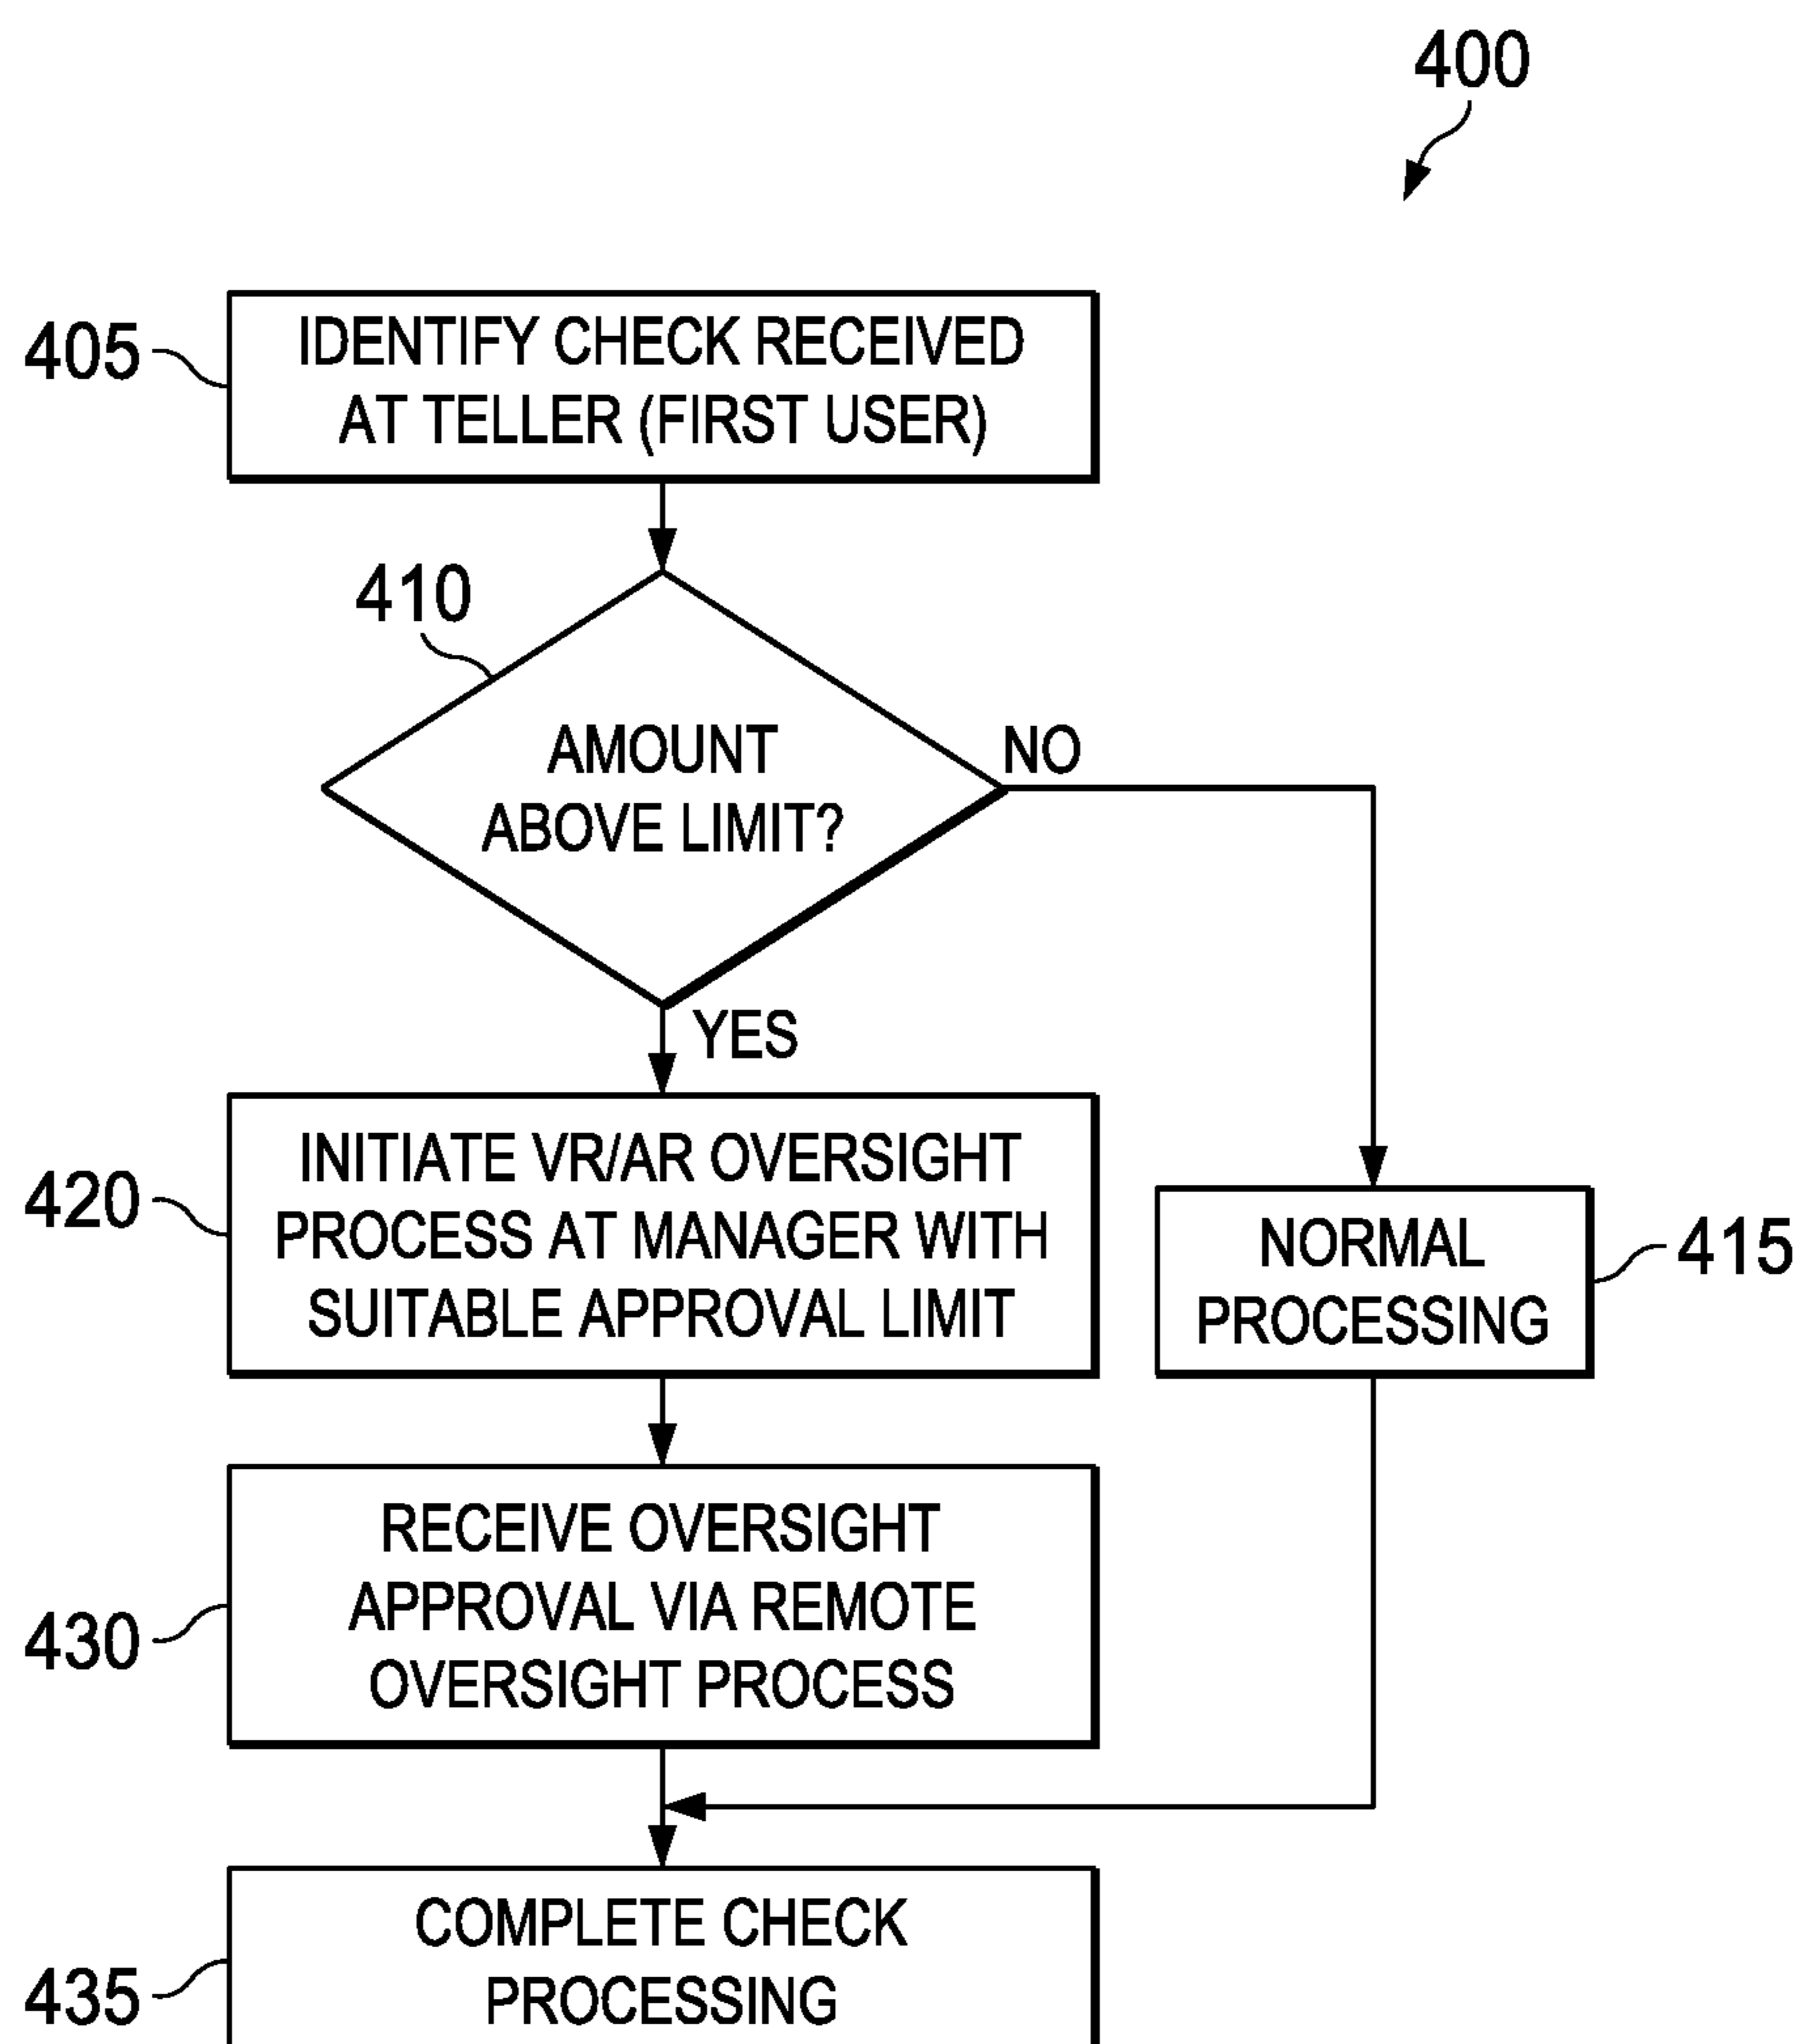 400
405
IDENTIFY CHECK RECEIVED
AT TELLER (FIRST USER)
410
AMOUNT
ABOVE LIMIT?
NO
YES
420
INITIATE VR/AR OVERSIGHT
PROCESS AT MANAGER WITH
SUITABLE APPROVAL LIMIT
NORMAL
PROCESSING
415
430
RECEIVE OVERSIGHT
APPROVAL VIA REMOTE
OVERSIGHT PROCESS
435
COMPLETE CHECK
PROCESSING